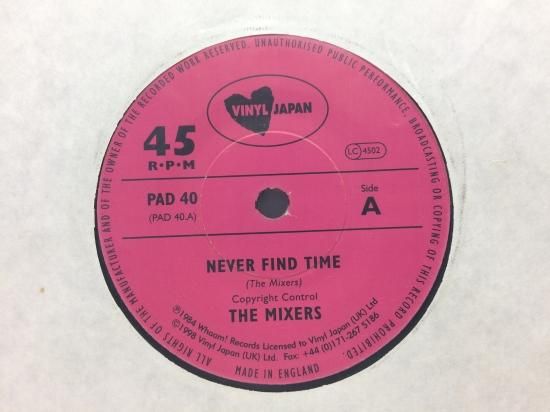 ALL RIGHTS OF THE MANUFACTURER AND OF THE OWNER OF THE RECORDED WORK RESERVED. UNAUTHORISED PUBLIC PERFORMANCE, BROADCASTING OR COPYING OF THIS RECORD PROHIBITED.
VINYL JAPAN
45
R•P•M
LC 4502
PAD 40
(PAD 40.A)
Side
A
NEVER FIND TIME
(The Mixers)
Copyright Control
THE MIXERS
℗1984 Whaam! Records Licensed to Vinyl Japan (UK) Ltd
©1998 Vinyl Japan (UK) Ltd. Fax: +44 (0)171-267 5186
MADE IN ENGLAND